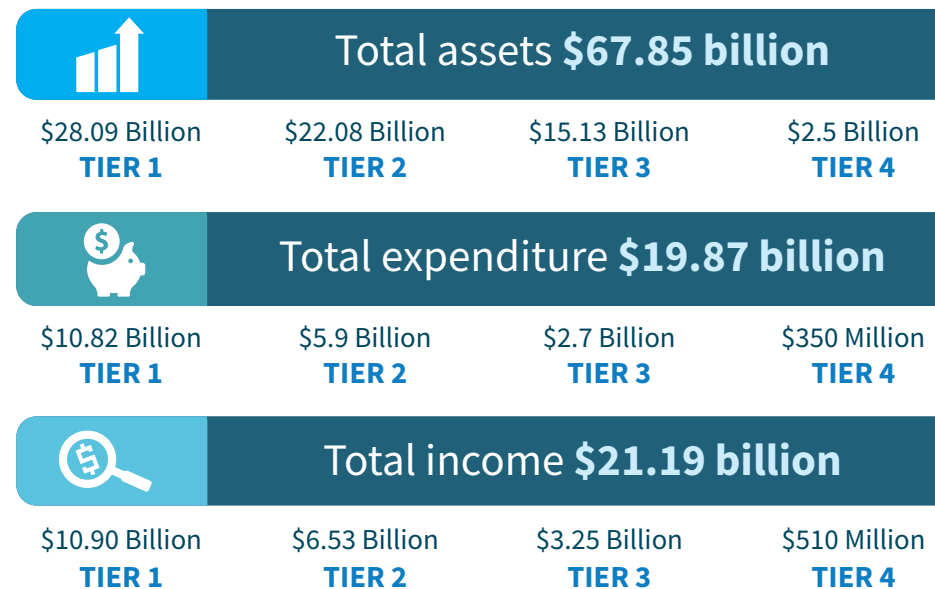 Total assets $67.85 billion
$28.09 Billion $22.08 Billion $15.13 Billion $2.5 Billion
TIER 1 TIER 2 TIER 3 TIER 4
$
Total expenditure $19.87 billion
$10.82 Billion $5.9 Billion $2.7 Billion $350 Million
TIER 1 TIER 2 TIER 3 TIER 4
$
Total income $21.19 billion
$10.90 Billion $6.53 Billion $3.25 Billion $510 Million
TIER 1 TIER 2 TIER 3 TIER 4